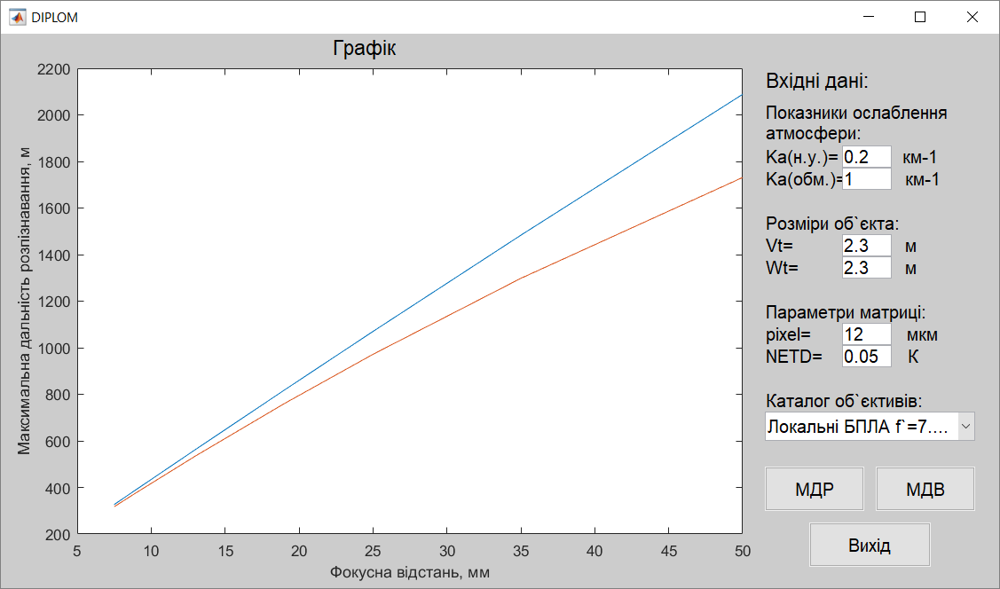 DIPLOM
Графік
2200
2000
1800
1600
1400
1200
1000
800
600
400
200
Максимальна дальність розпізнавання, м
5 10 15 20 25 30 35 40 45 50
Фокусна відстань, мм
Вхідні дані:
Показники ослаблення
атмосфери:
Ka(н.у.)= 0.2 км-1
Ka(обм.)= 1 км-1
Розміри об`єкта:
Vt= 2.3 м
Wt= 2.3 м
Параметри матриці:
pixel= 12 мкм
NETD= 0.05 К
Каталог об`єктивів:
Локальні БПЛА f`=7....
МДР МДВ
Вихід